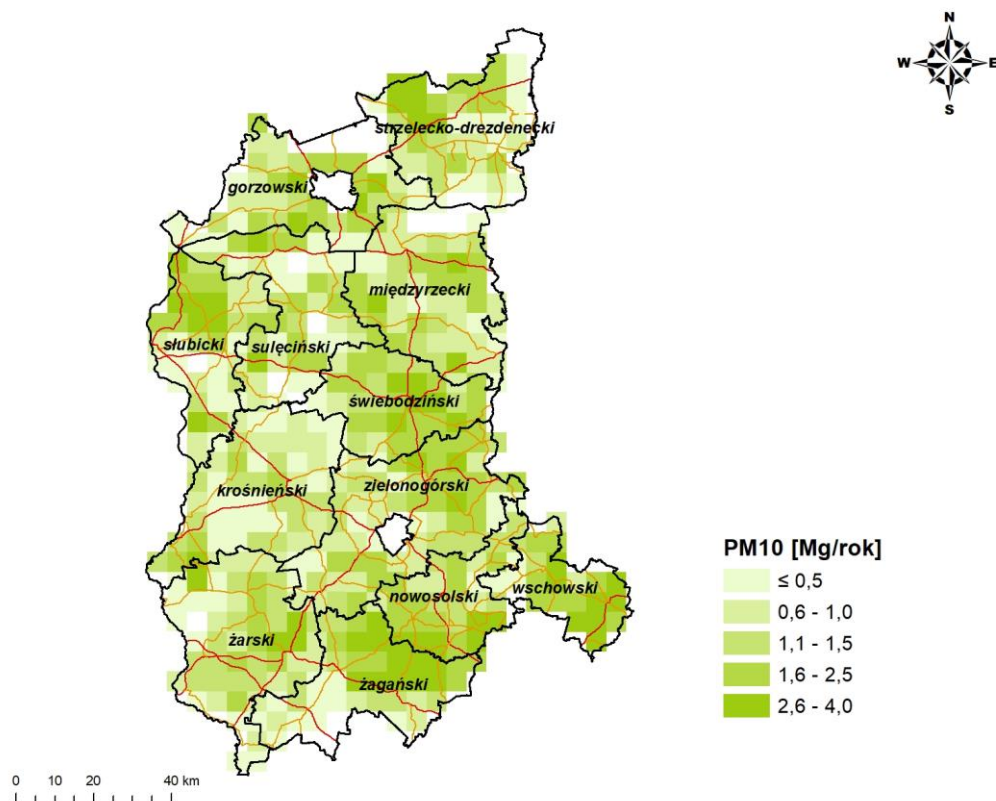 N
W E
S
strzelecko-drezdenecki
gorzowski
międzyrzecki
słubicki
sulęciński
świebodziński
krośnieński
zielonogórski
nowosolski
wschowski
żarski
żagański
PM10 [Mg/rok]
≤ 0,5
0,6 - 1,0
1,1 - 1,5
1,6 - 2,5
2,6 - 4,0
0 10 20 40 km